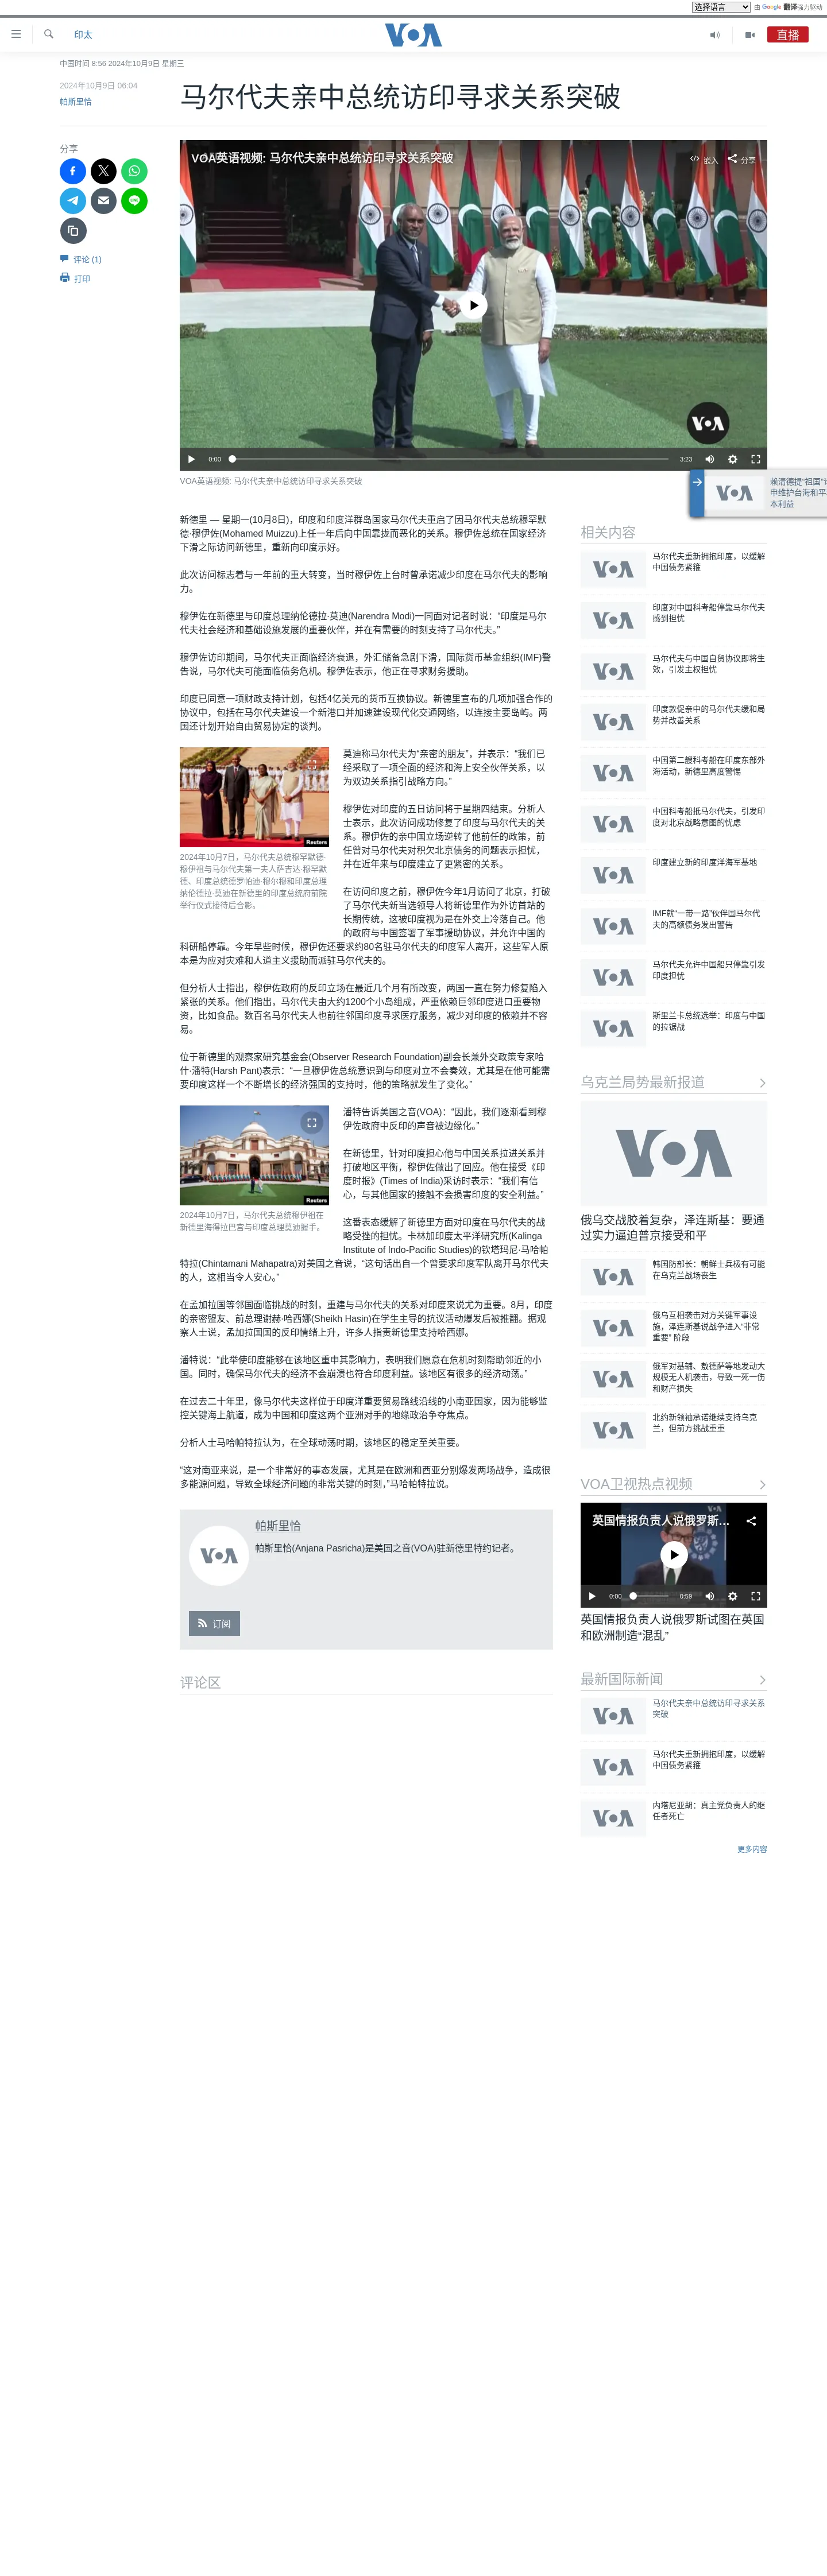 选择语言 由 Google 翻译强力驱动
印太
VOA
直播
中国时间 8:56 2024年10月9日 星期三
2024年10月9日 06:04
帕斯里恰
马尔代夫亲中总统访印寻求关系突破
分享
评论 (1)
打印
VOA英语视频: 马尔代夫亲中总统访印寻求关系突破
嵌入 分享
VOA
0:00 3:23
VOA英语视频: 马尔代夫亲中总统访印寻求关系突破
新德里 — 星期一(10月8日)，印度和印度洋群岛国家马尔代夫重启了因马尔代夫总统穆罕默
德·穆伊佐(Mohamed Muizzu)上任一年后向中国靠拢而恶化的关系。穆伊佐总统在国家经济
下滑之际访问新德里，重新向印度示好。
此次访问标志着与一年前的重大转变，当时穆伊佐上台时曾承诺减少印度在马尔代夫的影响
力。
穆伊佐在新德里与印度总理纳伦德拉·莫迪(Narendra Modi)一同面对记者时说：“印度是马尔
代夫社会经济和基础设施发展的重要伙伴，并在有需要的时刻支持了马尔代夫。”
穆伊佐访印期间，马尔代夫正面临经济衰退，外汇储备急剧下滑，国际货币基金组织(IMF)警
告说，马尔代夫可能面临债务危机。穆伊佐表示，他正在寻求财务援助。
印度已同意一项财政支持计划，包括4亿美元的货币互换协议。新德里宣布的几项加强合作的
协议中，包括在马尔代夫建设一个新港口并加速建设现代化交通网络，以连接主要岛屿。两
国还计划开始自由贸易协定的谈判。
Reuters
2024年10月7日，马尔代夫总统穆罕默德·
穆伊祖与马尔代夫第一夫人萨吉达·穆罕默
德、印度总统德罗帕迪·穆尔穆和印度总理
纳伦德拉·莫迪在新德里的印度总统府前院
举行仪式接待后合影。
莫迪称马尔代夫为“亲密的朋友”，并表示：“我们已
经采取了一项全面的经济和海上安全伙伴关系，以
为双边关系指引战略方向。”
穆伊佐对印度的五日访问将于星期四结束。分析人
士表示，此次访问成功修复了印度与马尔代夫的关
系。穆伊佐的亲中国立场逆转了他前任的政策，前
任曾对马尔代夫对积欠北京债务的问题表示担忧，
并在近年来与印度建立了更紧密的关系。
在访问印度之前，穆伊佐今年1月访问了北京，打破
了马尔代夫新当选领导人将新德里作为外访首站的
长期传统，这被印度视为是在外交上冷落自己。他
的政府与中国签署了军事援助协议，并允许中国的
科研船停靠。今年早些时候，穆伊佐还要求约80名驻马尔代夫的印度军人离开，这些军人原
本是为应对灾难和人道主义援助而派驻马尔代夫的。
但分析人士指出，穆伊佐政府的反印立场在最近几个月有所改变，两国一直在努力修复陷入
紧张的关系。他们指出，马尔代夫由大约1200个小岛组成，严重依赖巨邻印度进口重要物
资，比如食品。数百名马尔代夫人也前往邻国印度寻求医疗服务，减少对印度的依赖并不容
易。
位于新德里的观察家研究基金会(Observer Research Foundation)副会长兼外交政策专家哈
什·潘特(Harsh Pant)表示：“一旦穆伊佐总统意识到与印度对立不会奏效，尤其是在他可能需
要印度这样一个不断增长的经济强国的支持时，他的策略就发生了变化。”
Reuters
2024年10月7日，马尔代夫总统穆伊祖在
新德里海得拉巴宫与印度总理莫迪握手。
潘特告诉美国之音(VOA)：“因此，我们逐渐看到穆
伊佐政府中反印的声音被边缘化。”
在新德里，针对印度担心他与中国关系拉进关系并
打破地区平衡，穆伊佐做出了回应。他在接受《印
度时报》(Times of India)采访时表示：“我们有信
心，与其他国家的接触不会损害印度的安全利益。”
这番表态缓解了新德里方面对印度在马尔代夫的战
略受挫的担忧。卡林加印度太平洋研究所(Kalinga
Institute of Indo-Pacific Studies)的钦塔玛尼·马哈帕
特拉(Chintamani Mahapatra)对美国之音说，“这句话出自一个曾要求印度军队离开马尔代夫
的人，这相当令人安心。”
在孟加拉国等邻国面临挑战的时刻，重建与马尔代夫的关系对印度来说尤为重要。8月，印度
的亲密盟友、前总理谢赫·哈西娜(Sheikh Hasin)在学生主导的抗议活动爆发后被推翻。据观
察人士说，孟加拉国国的反印情绪上升，许多人指责新德里支持哈西娜。
潘特说：“此举使印度能够在该地区重申其影响力，表明我们愿意在危机时刻帮助邻近的小
国。同时，确保马尔代夫的经济不会崩溃也符合印度利益。该地区有很多的经济动荡。”
在过去二十年里，像马尔代夫这样位于印度洋重要贸易路线沿线的小南亚国家，因为能够监
控关键海上航道，成为中国和印度这两个亚洲对手的地缘政治争夺焦点。
分析人士马哈帕特拉认为，在全球动荡时期，该地区的稳定至关重要。
“这对南亚来说，是一个非常好的事态发展，尤其是在欧洲和西亚分别爆发两场战争，造成很
多能源问题，导致全球经济问题的非常关键的时刻，”马哈帕特拉说。
VOA
帕斯里恰
帕斯里恰(Anjana Pasricha)是美国之音(VOA)驻新德里特约记者。
订阅
评论区
VOA
赖清德提“祖国”论
申维护台海和平
本利益
相关内容
VOA
马尔代夫重新拥抱印度，以缓解
中国债务紧箍
VOA
印度对中国科考船停靠马尔代夫
感到担忧
VOA
马尔代夫与中国自贸协议即将生
效，引发主权担忧
VOA
印度敦促亲中的马尔代夫缓和局
势并改善关系
VOA
中国第二艘科考船在印度东部外
海活动，新德里高度警惕
VOA
中国科考船抵马尔代夫，引发印
度对北京战略意图的忧虑
VOA
印度建立新的印度洋海军基地
VOA
IMF就“一带一路”伙伴国马尔代
夫的高额债务发出警告
VOA
马尔代夫允许中国船只停靠引发
印度担忧
VOA
斯里兰卡总统选举：印度与中国
的拉锯战
乌克兰局势最新报道
VOA
俄乌交战胶着复杂，泽连斯基：要通
过实力逼迫普京接受和平
VOA
韩国防部长：朝鲜士兵极有可能
在乌克兰战场丧生
VOA
俄乌互相袭击对方关键军事设
施，泽连斯基说战争进入“非常
重要” 阶段
VOA
俄军对基辅、敖德萨等地发动大
规模无人机袭击，导致一死一伤
和财产损失
VOA
北约新领袖承诺继续支持乌克
兰，但前方挑战重重
VOA卫视热点视频
英国情报负责人说俄罗斯…
VOA
0:00 0:59
英国情报负责人说俄罗斯试图在英国
和欧洲制造“混乱”
最新国际新闻
VOA
马尔代夫亲中总统访印寻求关系
突破
VOA
马尔代夫重新拥抱印度，以缓解
中国债务紧箍
VOA
内塔尼亚胡：真主党负责人的继
任者死亡
更多内容